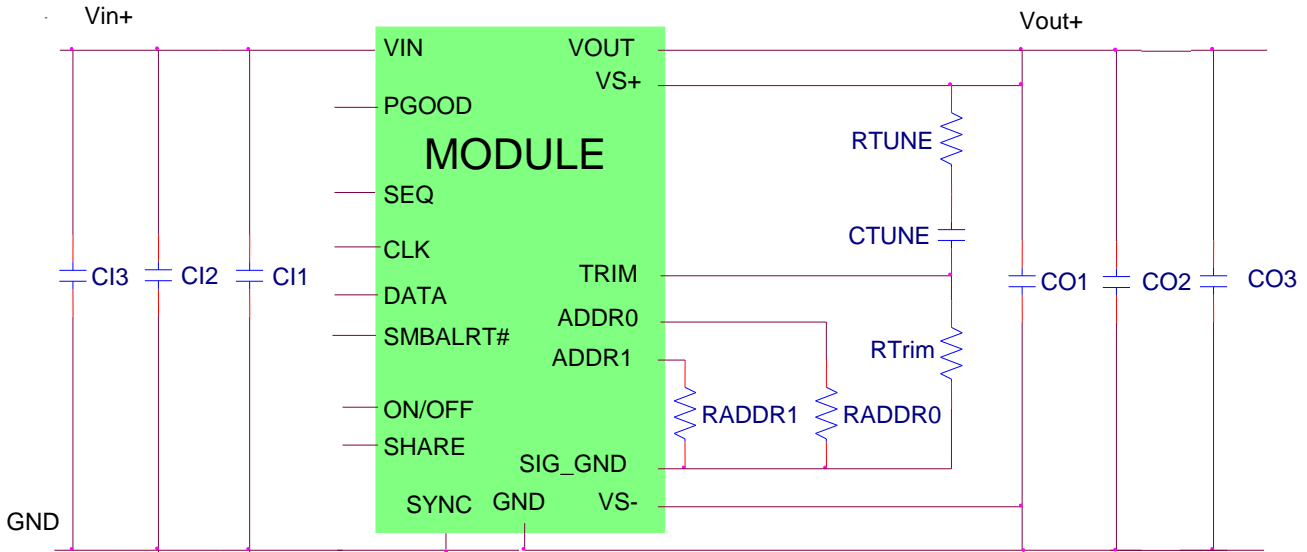 Vin+
Vout+
VIN
VOUT
VS+
PGOOD
MODULE
RTUNE
SEQ
CTUNE
CLK
TRIM
CI3
CI2
CI1
CO1
CO2
CO3
DATA
ADDR0
SMBALRT#
RTrim
ADDR1
ON/OFF
RADDR1
RADDR0
SHARE
SIG_GND
SYNC
GND
VS-
GND